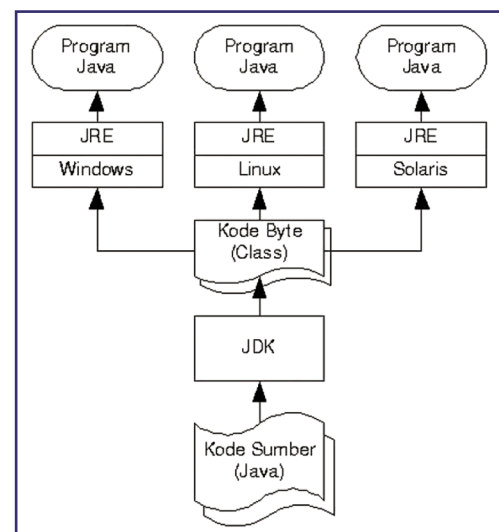 Program
Java
Program
Java
Program
Java
JRE
JRE
JRE
Windows
Linux
Solaris
Kode Byte
(Class)
JDK
Kode Sumber
(Java)